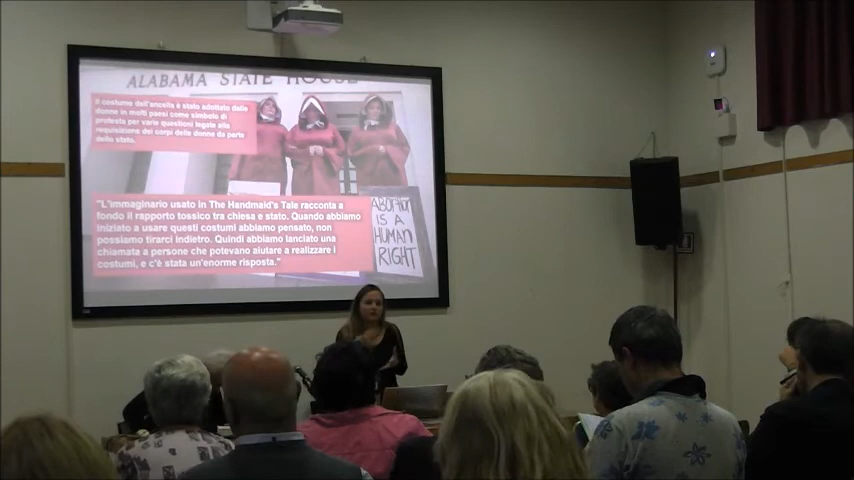 ALABAMA STATE HOUSE
Il costume dell'ancella è stato adottato dalle
donne in molti paesi come simbolo di
protesta per varie questioni legate alla
requisizione dei corpi delle donne da parte
dello stato.
"L'immaginario usato in The Handmaid's Tale racconta a
fondo il rapporto tossico tra chiesa e stato. Quando abbiamo
iniziato a usare questi costumi abbiamo pensato, non
possiamo tirarci indietro. Quindi abbiamo lanciato una
chiamata a persone che potevano aiutare a realizzare i
costumi, e c'è stata un'enorme risposta."
ABORTION
IS A
HUMAN
RIGHT